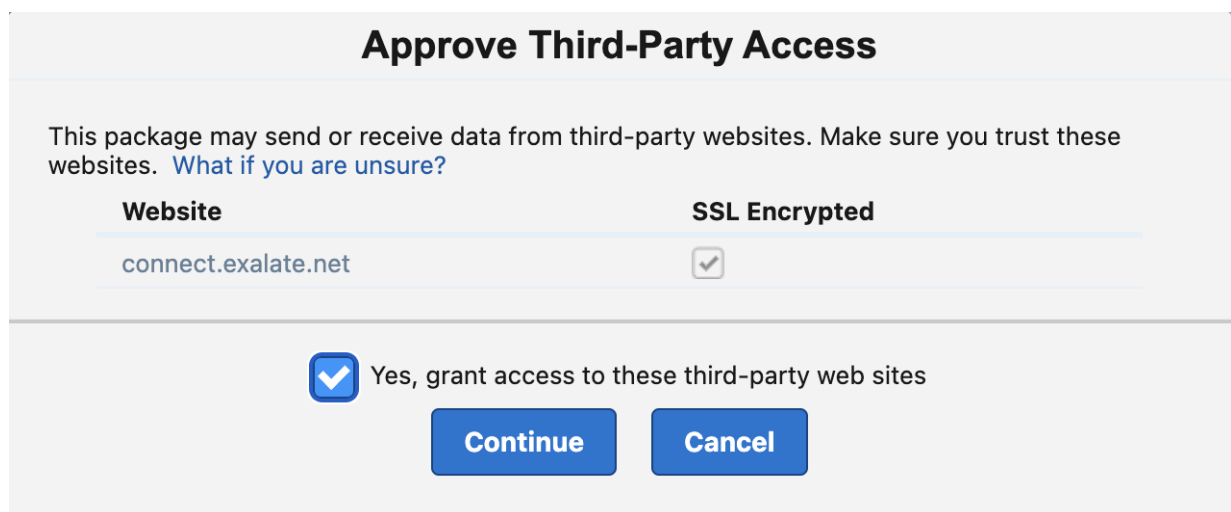 Approve Third-Party Access
This package may send or receive data from third-party websites. Make sure you trust these
websites. What if you are unsure?
Website SSL Encrypted
connect.exalate.net
Yes, grant access to these third-party web sites
Continue Cancel